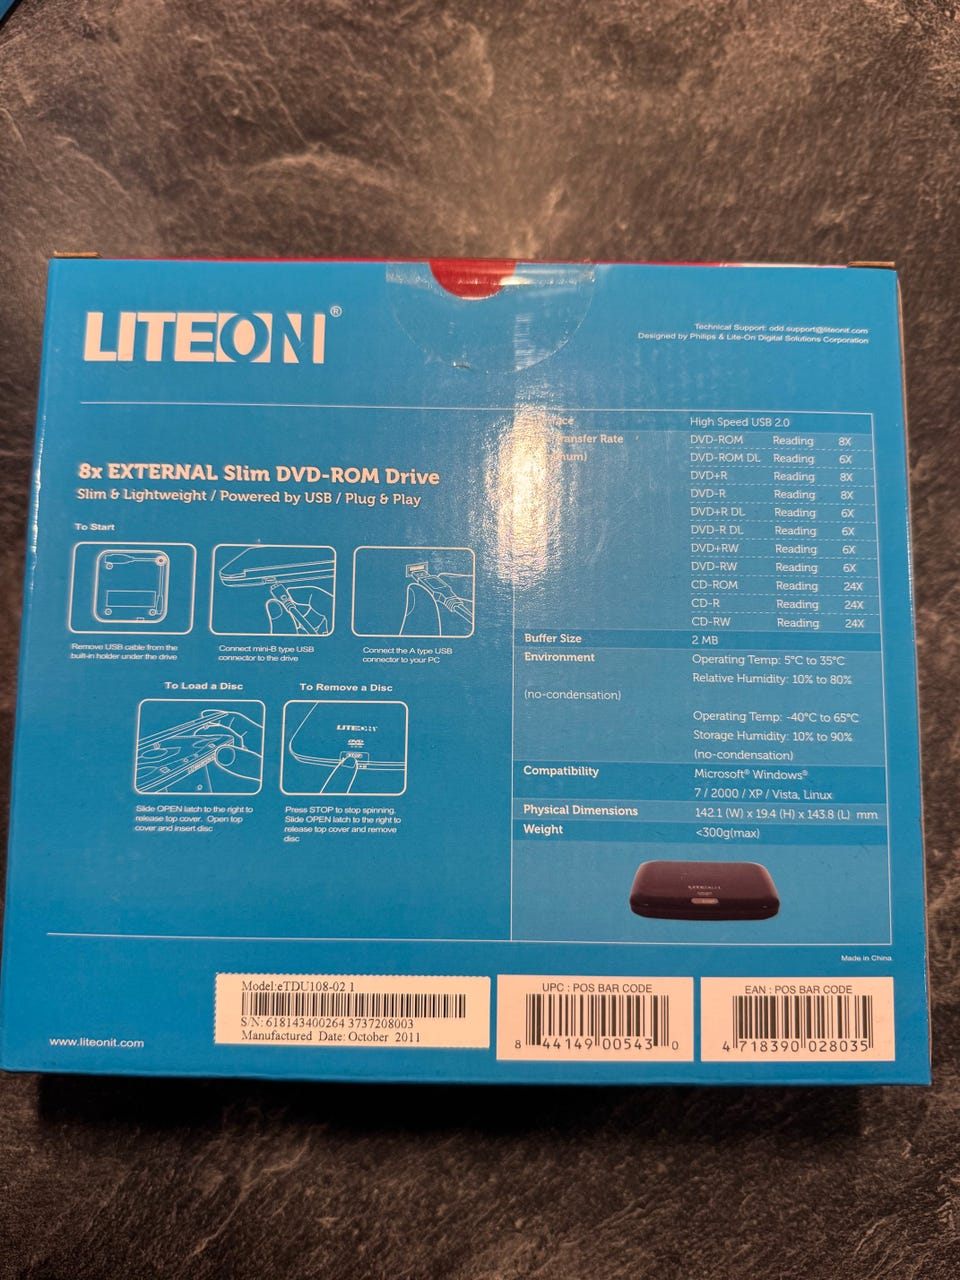 LITEON®
Technical Support: odd.support@liteonit.com
Designed by Philips & Lite-On Digital Solutions Corporation
8x EXTERNAL Slim DVD-ROM Drive
Slim & Lightweight / Powered by USB / Plug & Play
To Start
Remove USB cable from the
built-in holder under the drive
Connect mini-B type USB
connector to the drive
Connect the A type USB
connector to your PC
To Load a Disc
Slide OPEN latch to the right to
release top cover. Open top
cover and insert disc
To Remove a Disc
LITEON
DVD
Press STOP to stop spinning.
Slide OPEN latch to the right to
release top cover and remove
disc
High Speed USB 2.0
Rate
DVD-ROM Reading 8X
DVD-ROM DL Reading 6X
DVD+R Reading 8X
DVD-R Reading 8X
DVD+R DL Reading 6X
DVD-R DL Reading 6X
DVD+RW Reading 6X
DVD-RW Reading 6X
CD-ROM Reading 24X
CD-R Reading 24X
CD-RW Reading 24X
Buffer Size 2 MB
Environment Operating Temp: 5°C to 35°C
Relative Humidity: 10% to 80%
(no-condensation)
Operating Temp: -40°C to 65°C
Storage Humidity: 10% to 90%
(no-condensation)
Compatibility Microsoft® Windows®
7 / 2000 / XP / Vista, Linux
Physical Dimensions 142.1 (W) x 19.4 (H) x 143.8 (L) mm
Weight <300g(max)
LITEON
Made in China
Model:eTDU108-02 1
S/N: 618143400264 3737208003
Manufactured Date: October 2011
UPC : POS BAR CODE
8 44149 00543 0
EAN : POS BAR CODE
4 718390 028035
www.liteonit.com